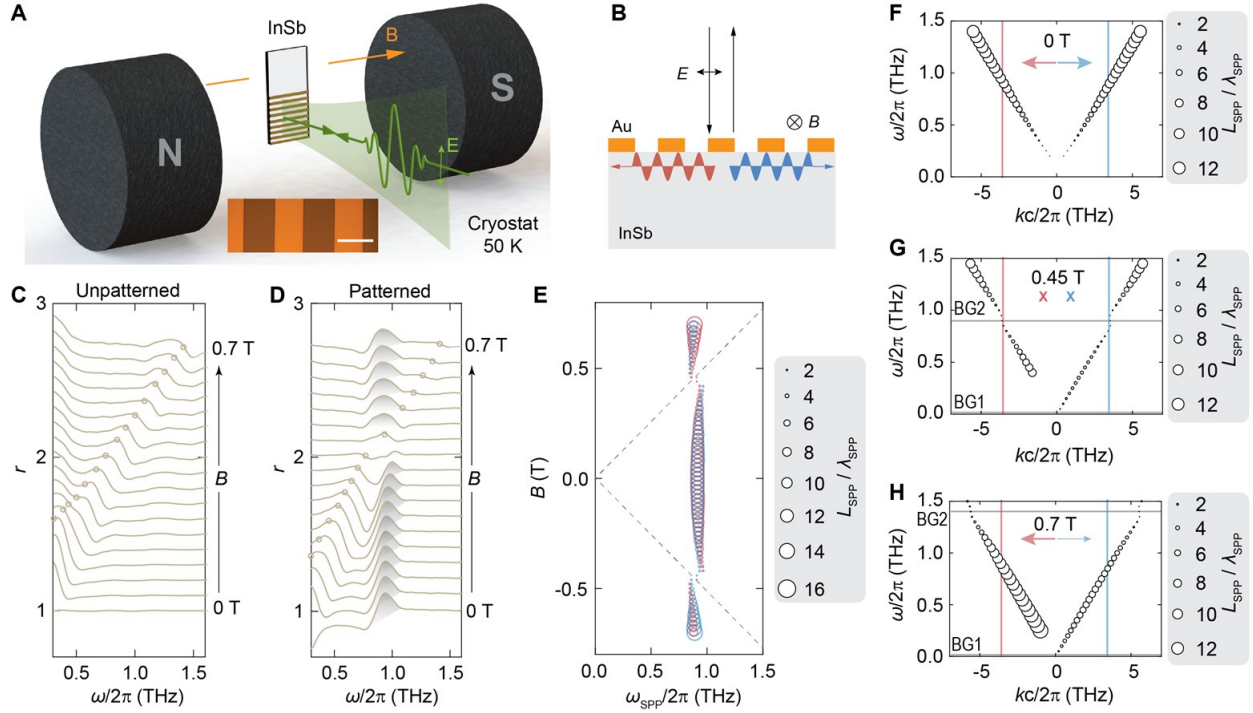 A
InSb
B
N
S
E
Cryostat
50 K
B
E
Au
⊗ B
InSb
C
Unpatterned
3
2
1
r
0.7 T
B
0 T
0.5 1.0 1.5
ω/2π (THz)
D
Patterned
3
2
1
r
0.7 T
B
0 T
0.5 1.0 1.5
ω/2π (THz)
E
0.5
0.0
-0.5
B (T)
0.0 0.5 1.0 1.5
ωSPP/2π (THz)
2
4
6
8
10
12
14
16
LSPP / λSPP
F
1.5
1.0
0.5
0.0
ω/2π (THz)
0 T
-5 0 5
kc/2π (THz)
2
4
6
8
10
12
LSPP / λSPP
G
1.5
1.0
0.5
0.0
ω/2π (THz)
0.45 T
x x
BG2
BG1
-5 0 5
kc/2π (THz)
2
4
6
8
10
12
LSPP / λSPP
H
1.5
1.0
0.5
0.0
ω/2π (THz)
BG2
0.7 T
BG1
-5 0 5
kc/2π (THz)
2
4
6
8
10
12
LSPP / λSPP